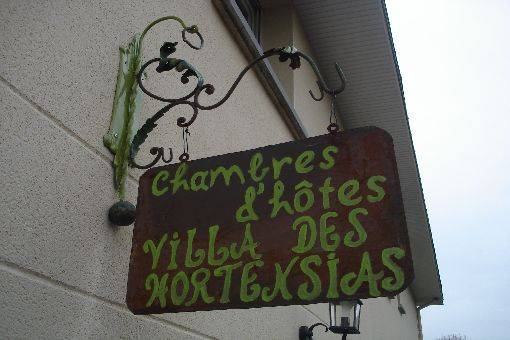 Chambres
d'hôtes
VILLA DES
HORTENSIAS